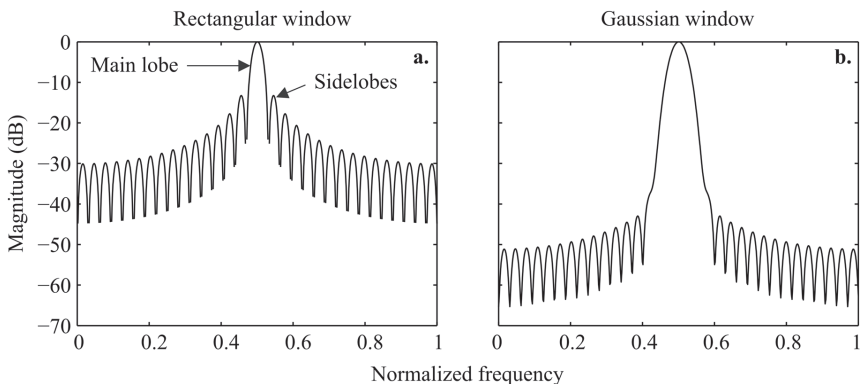 Rectangular window
Gaussian window
a.
b.
Main lobe
Sidelobes
Magnitude (dB)
0
−10
−20
−30
−40
−50
−60
−70
0 0.2 0.4 0.6 0.8 1
0 0.2 0.4 0.6 0.8 1
Normalized frequency